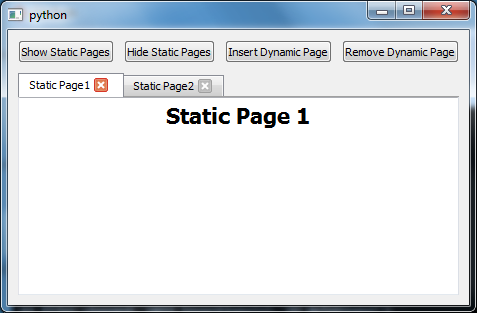 python
Show Static Pages Hide Static Pages Insert Dynamic Page Remove Dynamic Page
Static Page1 Static Page2
Static Page 1